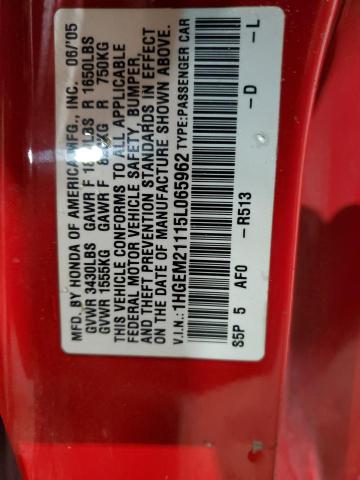 MFD. BY HONDA OF AMERICA MFG., INC. 06/'05
GVWR 3430LBS GAWR F LBS R 1650LBS
GVWR 1555KG GAWR F KG R 750KG
THIS VEHICLE CONFORMS TO ALL APPLICABLE
FEDERAL MOTOR VEHICLE SAFETY, BUMPER,
AND THEFT PREVENTION STANDARDS IN EFFECT
ON THE DATE OF MANUFACTURE SHOWN ABOVE.
V.I.N.: 1HGEM21115L065962 TYPE:PASSENGER CAR
S5P 5 AF0 –R513 –D –L